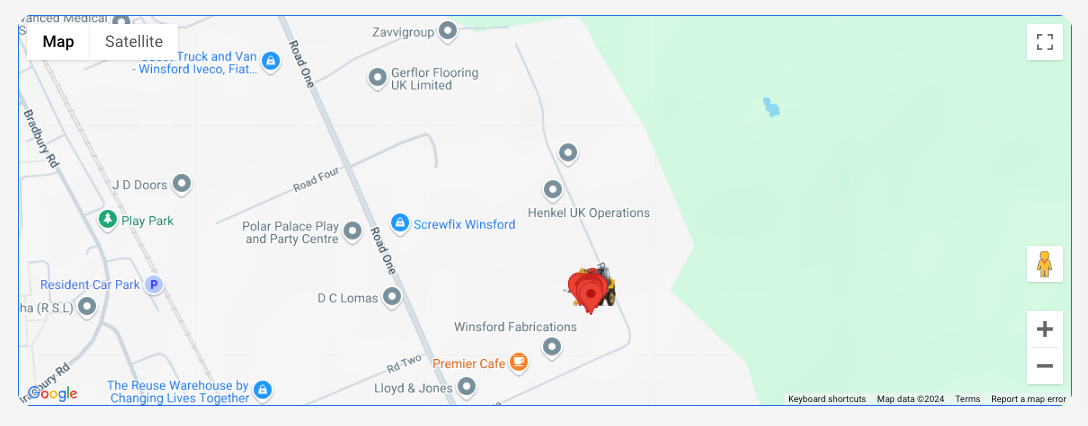 Medical
Zavvigroup
Map
Satellite
Truck and Van
- Winsford Iveco, Fiat...
Road One
Gerflor Flooring
UK Limited
Bradbury Rd
J D Doors
Road Four
Henkel UK Operations
Play Park
Polar Palace Play
and Party Centre
Screwfix Winsford
Road One
Resident Car Park
P
D C Lomas
(R S L)
Winsford Fabrications
Premier Cafe
Rd Two
Bradbury Rd
Lloyd & Jones
The Reuse Warehouse by
Changing Lives Together
Google
Keyboard shortcuts
Map data ©2024
Terms
Report a map error